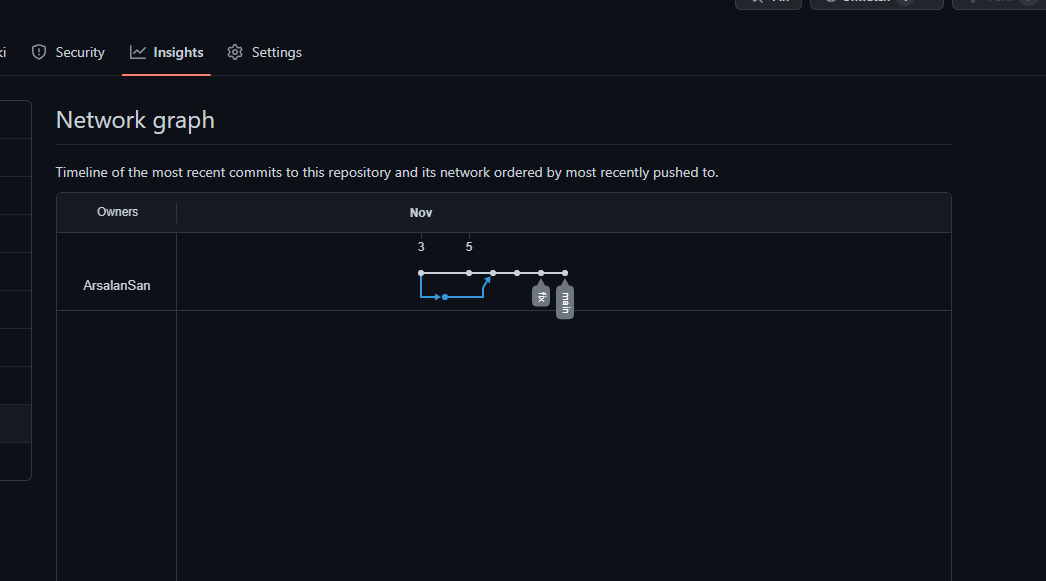 Security Insights Settings
Network graph
Timeline of the most recent commits to this repository and its network ordered by most recently pushed to.
Owners Nov
3 5
ArsalanSan
fix
main